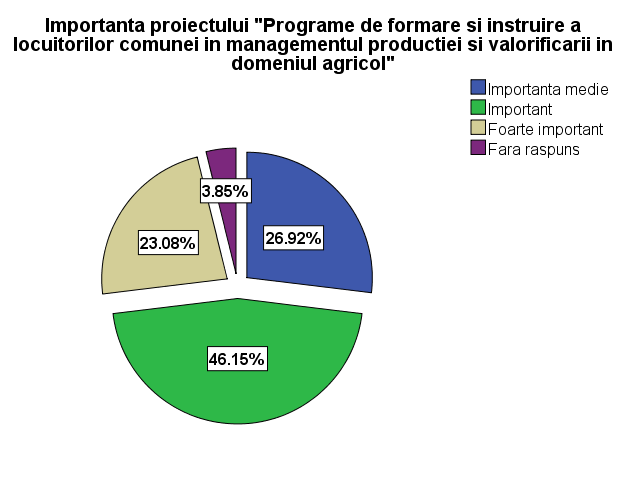 Importanta proiectului "Programe de formare si instruire a
locuitorilor comunei in managementul productiei si valorificarii in
domeniul agricol"
Importanta medie
Important
Foarte important
Fara raspuns
3.85%
26.92%
23.08%
46.15%